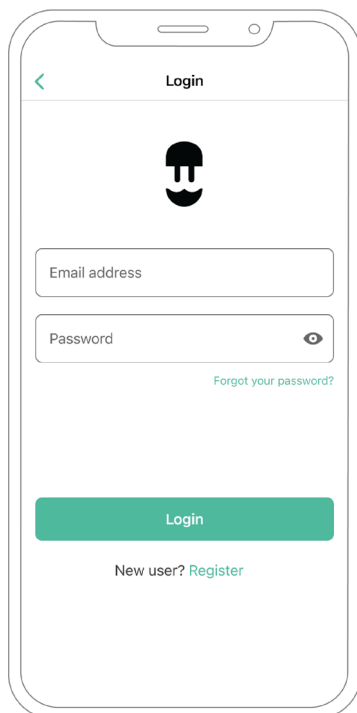 Login
Email address
Password
Forgot your password?
Login
New user? Register